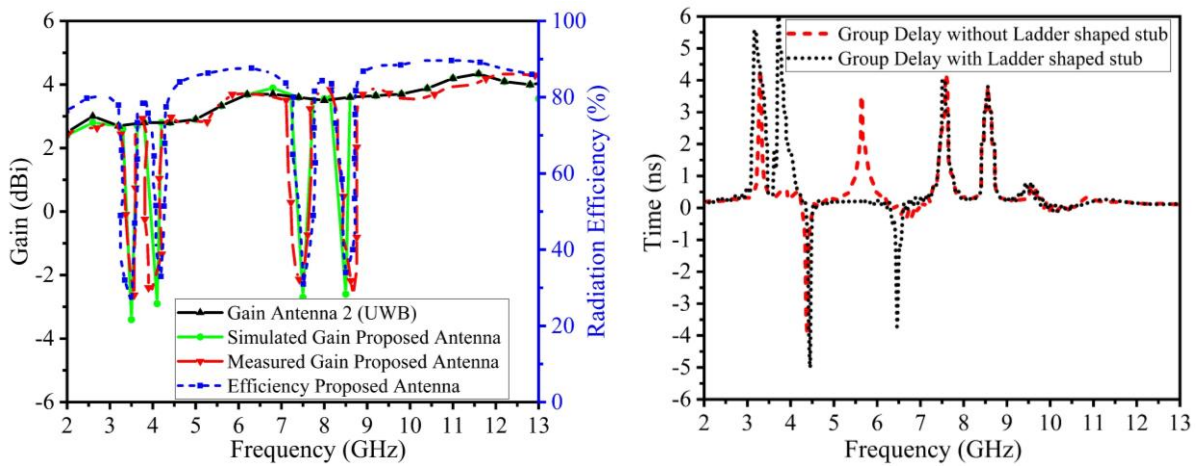 6
4
2
0
-2
-4
-6
Gain (dBi)
2 3 4 5 6 7 8 9 10 11 12 13
Frequency (GHz)
100
80
60
40
20
0
Radiation Efficiency (%)
Gain Antenna 2 (UWB)
Simulated Gain Proposed Antenna
Measured Gain Proposed Antenna
Efficiency Proposed Antenna
6
5
4
3
2
1
0
-1
-2
-3
-4
-5
-6
Time (ns)
2 3 4 5 6 7 8 9 10 11 12 13
Frequency (GHz)
Group Delay without Ladder shaped stub
Group Delay with Ladder shaped stub